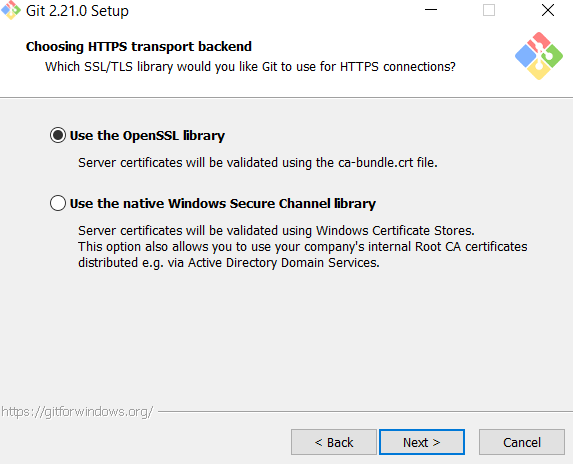 Git 2.21.0 Setup
Choosing HTTPS transport backend
Which SSL/TLS library would you like Git to use for HTTPS connections?
Use the OpenSSL library
Server certificates will be validated using the ca-bundle.crt file.
Use the native Windows Secure Channel library
Server certificates will be validated using Windows Certificate Stores.
This option also allows you to use your company's internal Root CA certificates
distributed e.g. via Active Directory Domain Services.
https://gitforwindows.org/
< Back
Next >
Cancel